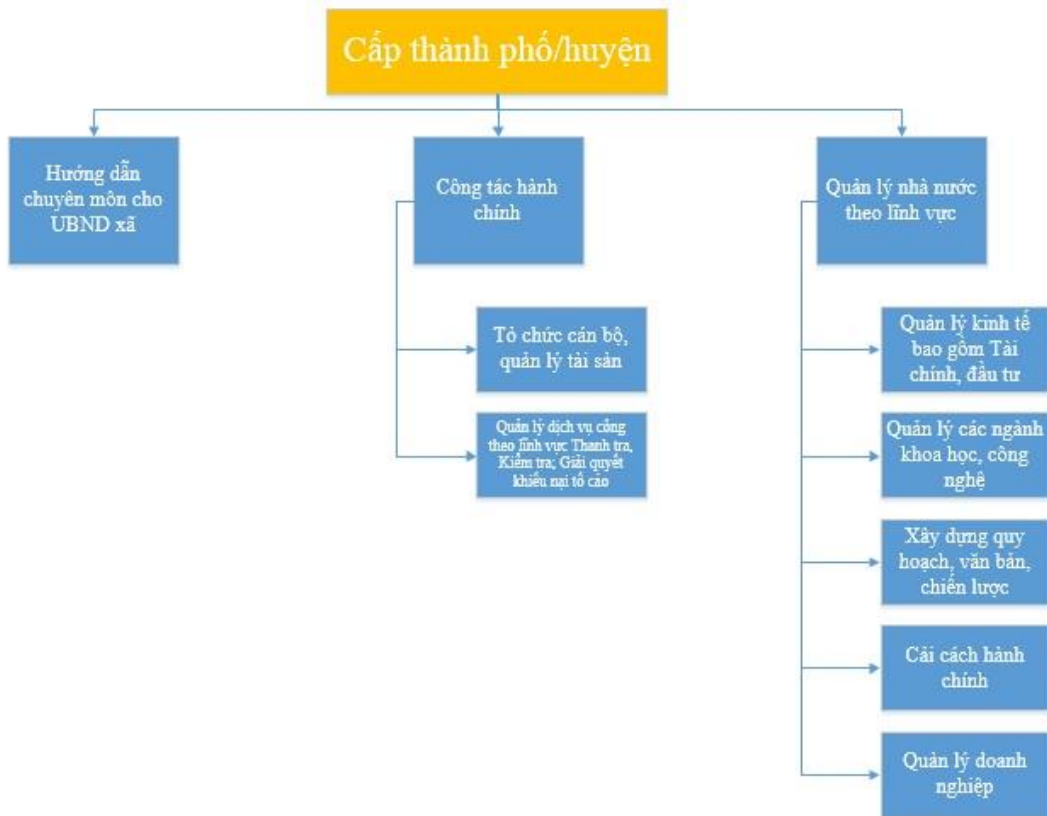 Cấp thành phố/huyện
Hướng dẫn
chuyên môn cho
UBND xã
Công tác hành
chính
Quản lý nhà nước
theo lĩnh vực
Tổ chức cán bộ,
quản lý tài sản
Quản lý dịch vụ công
theo lĩnh vực Thanh tra,
Kiểm tra; Giải quyết
khiếu nại tố cáo
Quản lý kinh tế
bao gồm Tài
chính, đầu tư
Quản lý các ngành
khoa học, công
nghệ
Xây dựng quy
hoạch, văn bản,
chiến lược
Cải cách hành
chính
Quản lý doanh
nghiệp